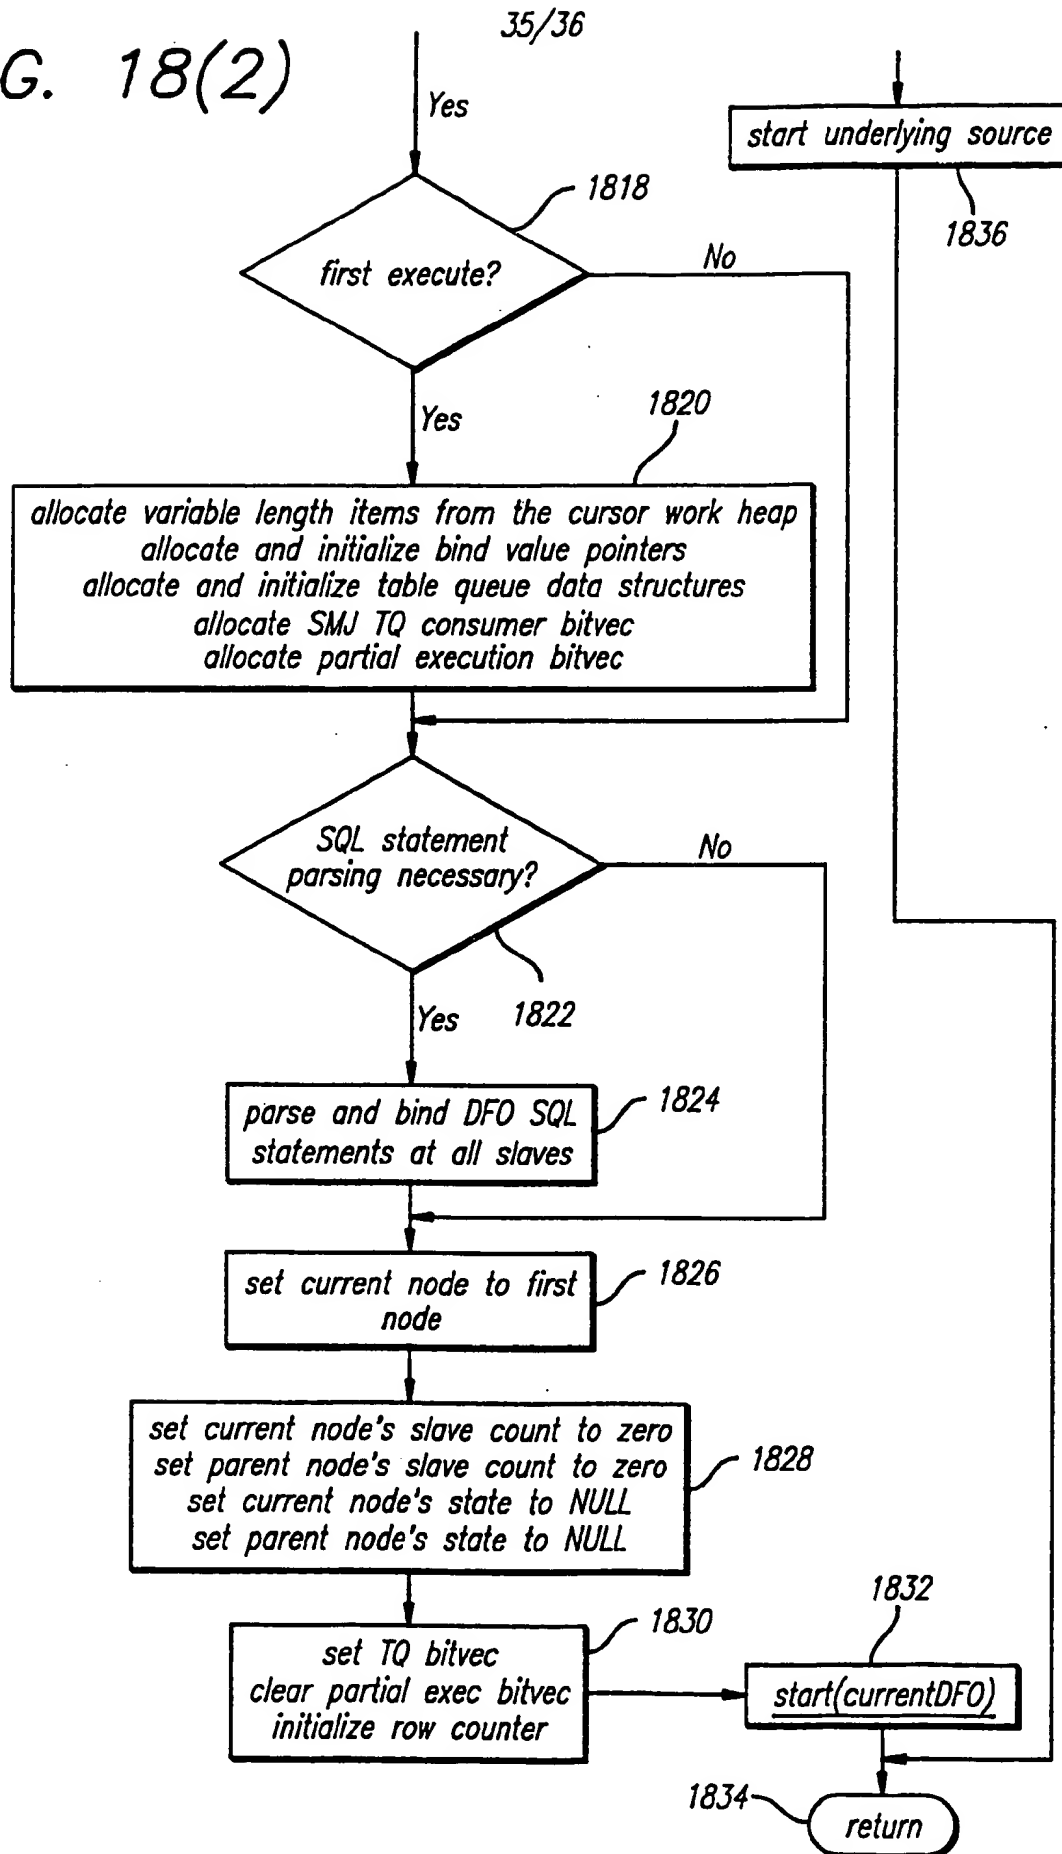 35/36
G. 18(2)
Yes
start underlying source
1836
1818
first execute?
No
Yes
1820
allocate variable length items from the cursor work heap
allocate and initialize bind value pointers
allocate and initialize table queue data structures
allocate SMJ TQ consumer bitvec
allocate partial execution bitvec
SQL statement
parsing necessary?
No
1822
Yes
parse and bind DFO SQL
statements at all slaves
1824
set current node to first
node
1826
set current node's slave count to zero
set parent node's slave count to zero
set current node's state to NULL
set parent node's state to NULL
1828
1830
set TQ bitvec
clear partial exec bitvec
initialize row counter
1832
start(currentDFO)
1834
return